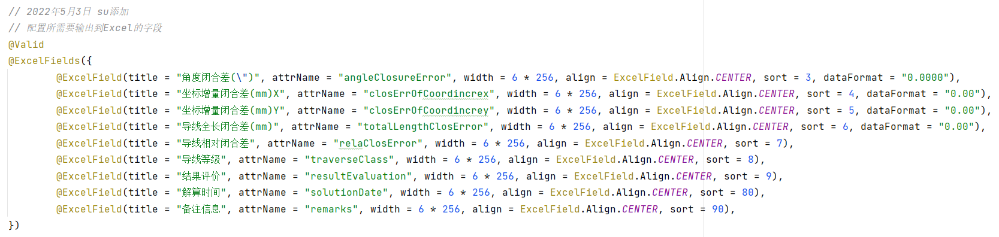 // 2022年5月3日 su添加
// 配置所需要输出到Excel的字段
@Valid
@ExcelFields({
@ExcelField(title = "角度闭合差(\")", attrName = "angleClosureError", width = 6 * 256, align = ExcelField.Align.CENTER, sort = 3, dataFormat = "0.0000"),
@ExcelField(title = "坐标增量闭合差(mm)X", attrName = "closErrOfCoordincrex", width = 6 * 256, align = ExcelField.Align.CENTER, sort = 4, dataFormat = "0.00"),
@ExcelField(title = "坐标增量闭合差(mm)Y", attrName = "closErrOfCoordincrey", width = 6 * 256, align = ExcelField.Align.CENTER, sort = 5, dataFormat = "0.00"),
@ExcelField(title = "导线全长闭合差(mm)", attrName = "totalLengthClosError", width = 6 * 256, align = ExcelField.Align.CENTER, sort = 6, dataFormat = "0.00"),
@ExcelField(title = "导线相对闭合差", attrName = "relaClosError", width = 6 * 256, align = ExcelField.Align.CENTER, sort = 7),
@ExcelField(title = "导线等级", attrName = "traverseClass", width = 6 * 256, align = ExcelField.Align.CENTER, sort = 8),
@ExcelField(title = "结果评价", attrName = "resultEvaluation", width = 6 * 256, align = ExcelField.Align.CENTER, sort = 9),
@ExcelField(title = "解算时间", attrName = "solutionDate", width = 6 * 256, align = ExcelField.Align.CENTER, sort = 80),
@ExcelField(title = "备注信息", attrName = "remarks", width = 6 * 256, align = ExcelField.Align.CENTER, sort = 90),
})